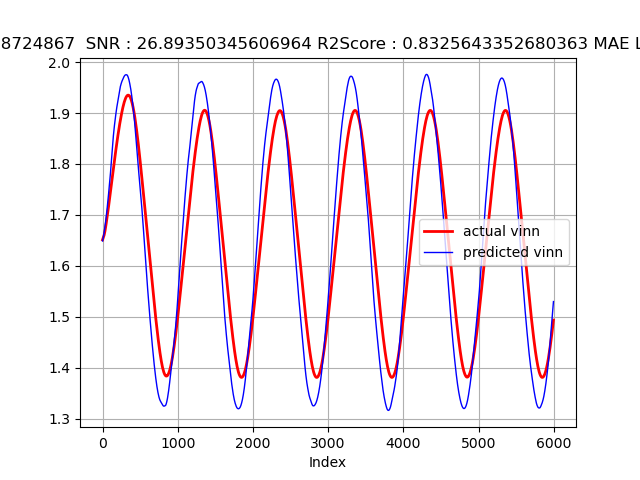 8724867 SNR : 26.89350345606964 R2Score : 0.8325643352680363 MAE L
2.0
1.9
1.8
1.7
1.6
1.5
1.4
1.3
actual vinn
predicted vinn
0 1000 2000 3000 4000 5000 6000
Index